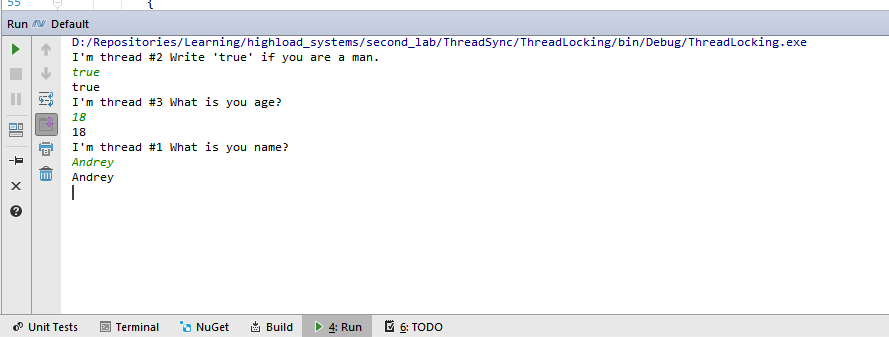 55 {
Run Default
D:/Repositories/Learning/highload_systems/second_lab/ThreadSync/ThreadLocking/bin/Debug/ThreadLocking.exe
I'm thread #2 Write 'true' if you are a man.
true
true
I'm thread #3 What is you age?
18
18
I'm thread #1 What is you name?
Andrey
Andrey
Unit Tests Terminal NuGet Build 4: Run 6: TODO